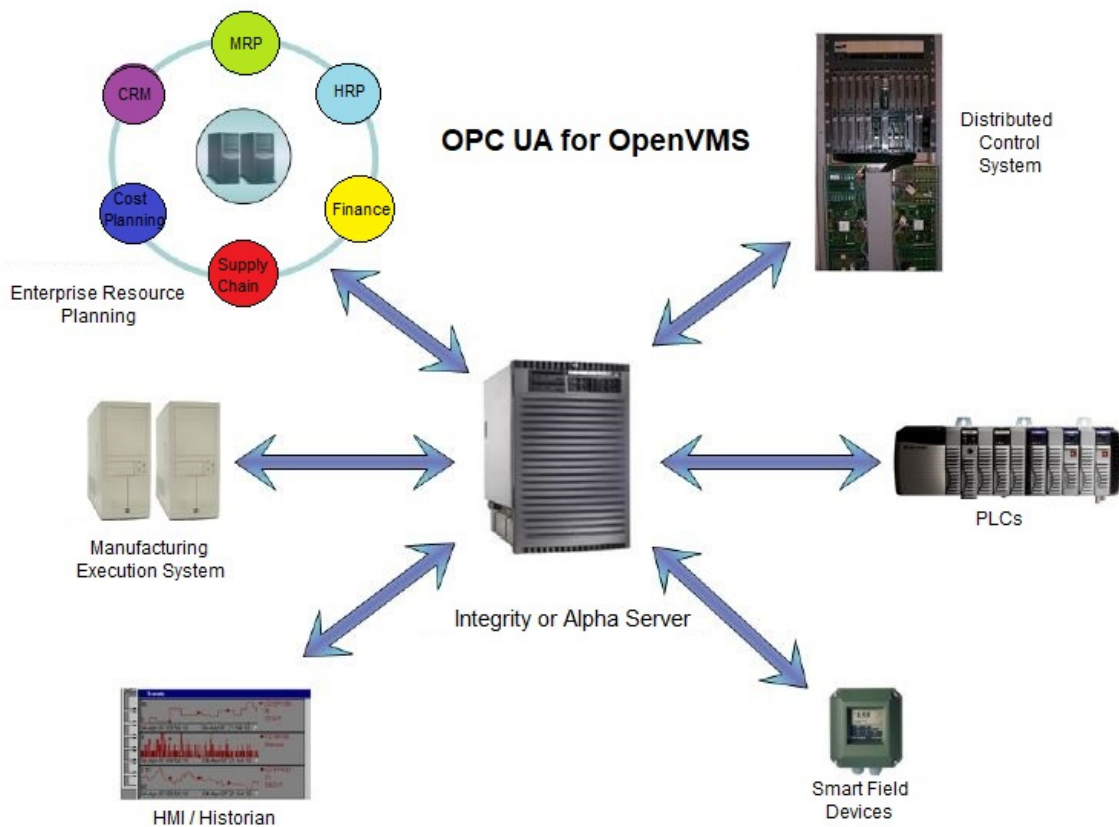 MRP
CRM
HRP
OPC UA for OpenVMS
Distributed
Control
System
Cost
Planning
Finance
Supply
Chain
Enterprise Resource
Planning
Manufacturing
Execution System
PLCs
Integrity or Alpha Server
HMI / Historian
Smart Field
Devices